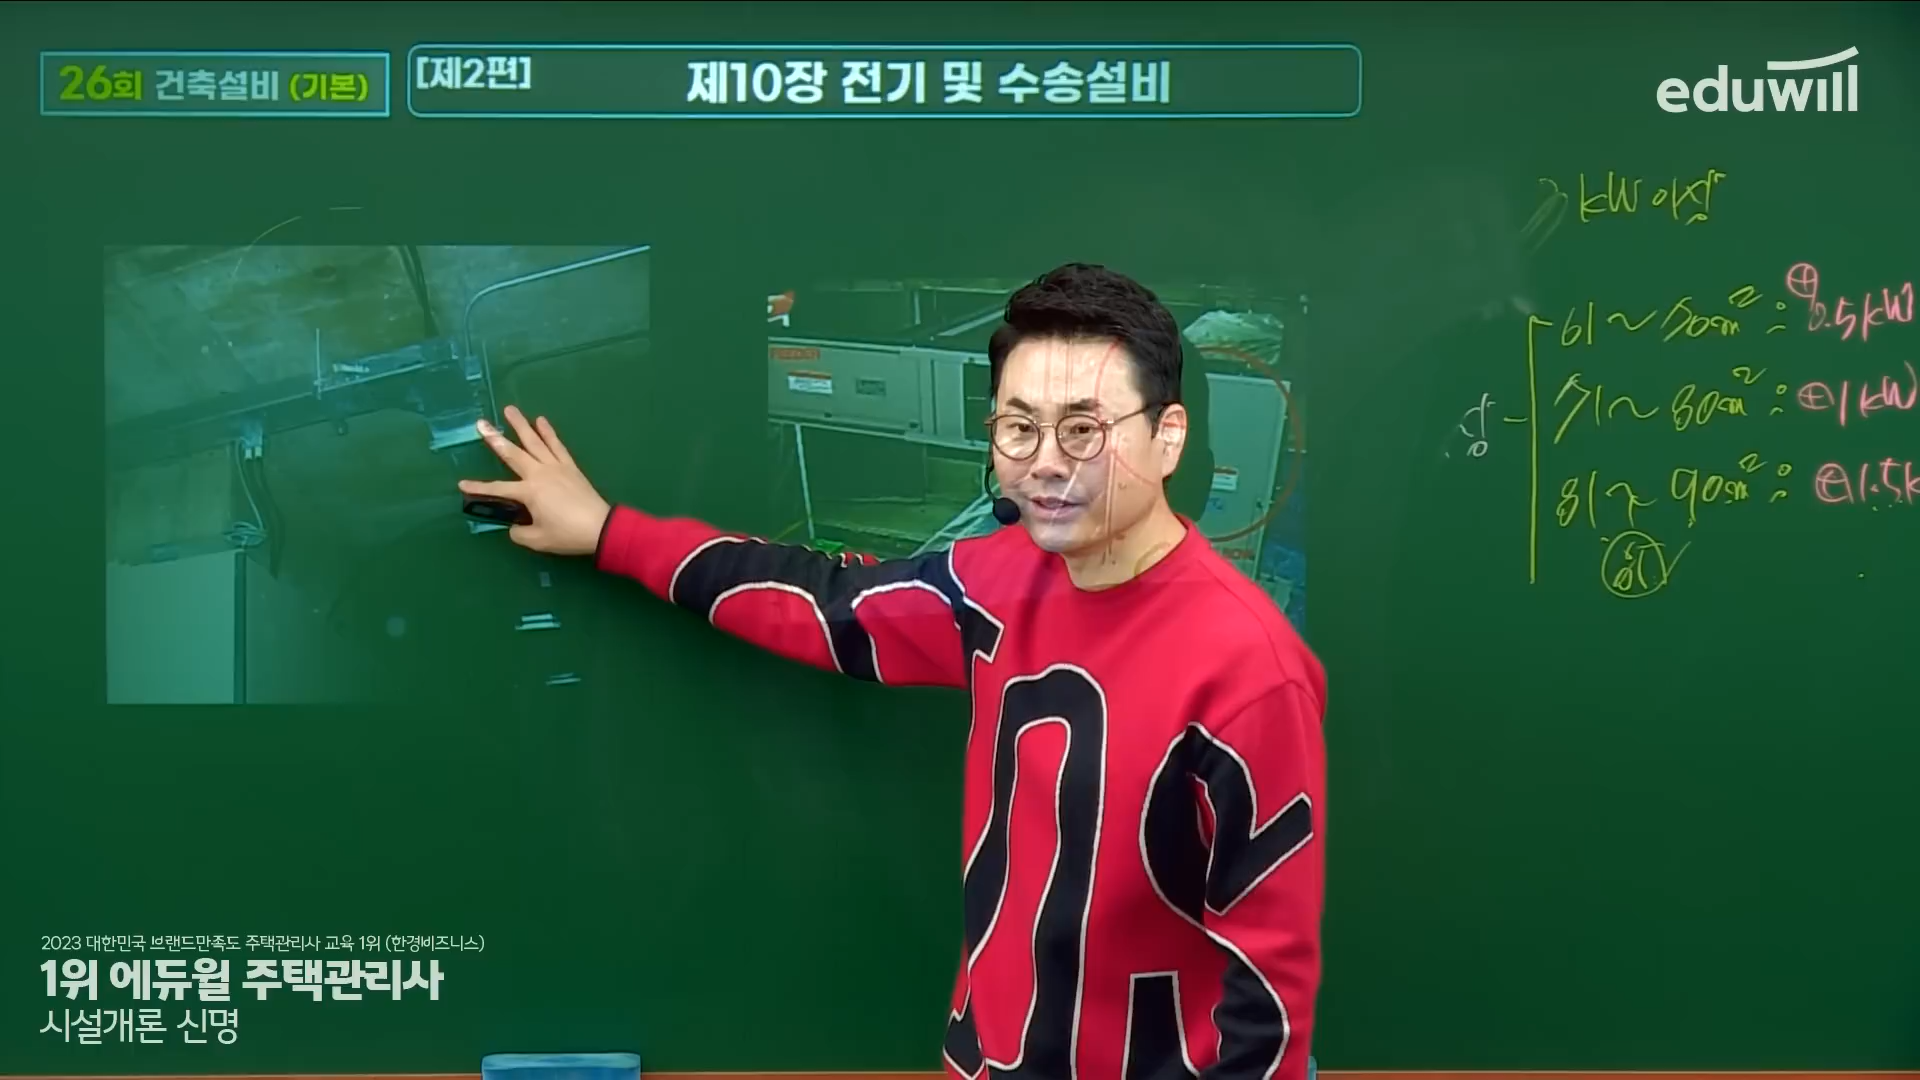 26회 건축설비 (기본)
[제2편]
제10장 전기 및 수송설비
eduwill
3 kW 이상
61~70m² : ⊕0.5kW
71~80m² : ⊕1kW
81~90m² : ⊕1.5k
FEEDER
2023 대한민국 브랜드만족도 주택관리사 교육 1위 (한경비즈니스)
1위 에듀윌 주택관리사
시설개론 신명